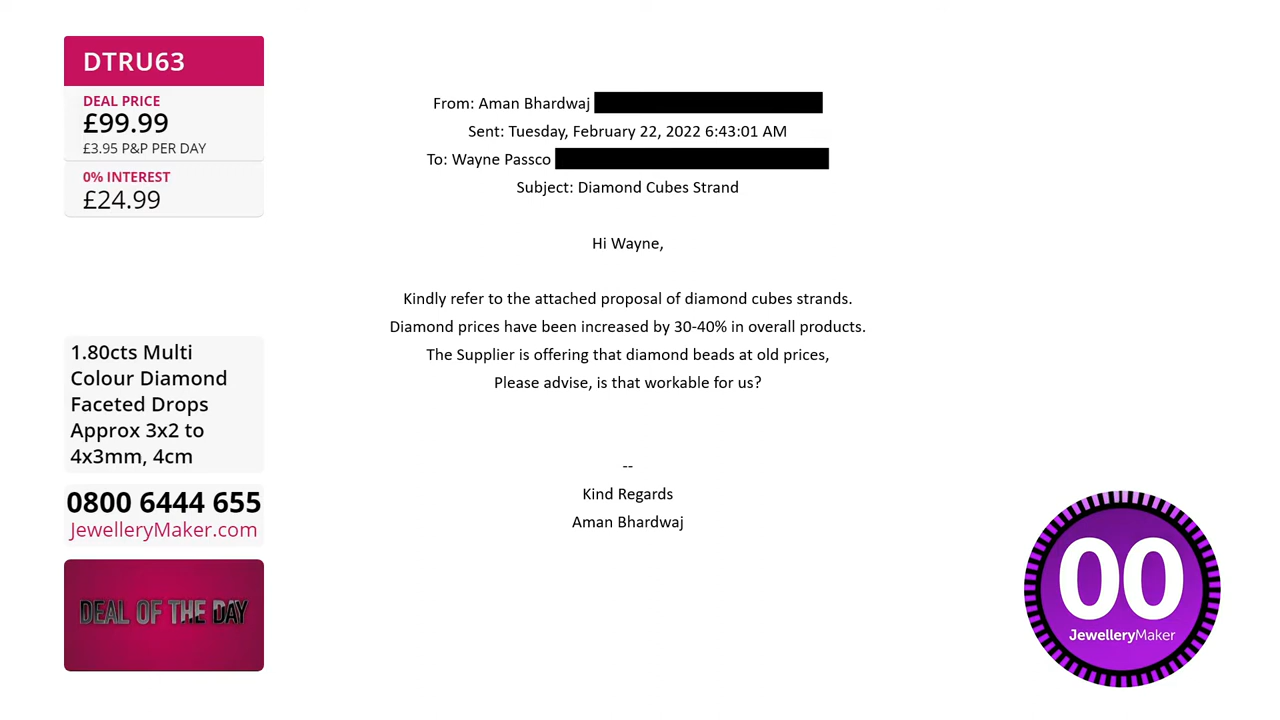 DTRU63
DEAL PRICE
£99.99
£3.95 P&P PER DAY
0% INTEREST
£24.99
1.80cts Multi
Colour Diamond
Faceted Drops
Approx 3x2 to
4x3mm, 4cm
0800 6444 655
JewelleryMaker.com
DEAL OF THE DAY
From: Aman Bhardwaj
Sent: Tuesday, February 22, 2022 6:43:01 AM
To: Wayne Passco
Subject: Diamond Cubes Strand
Hi Wayne,
Kindly refer to the attached proposal of diamond cubes strands.
Diamond prices have been increased by 30-40% in overall products.
The Supplier is offering that diamond beads at old prices,
Please advise, is that workable for us?
--
Kind Regards
Aman Bhardwaj
00
JewelleryMaker